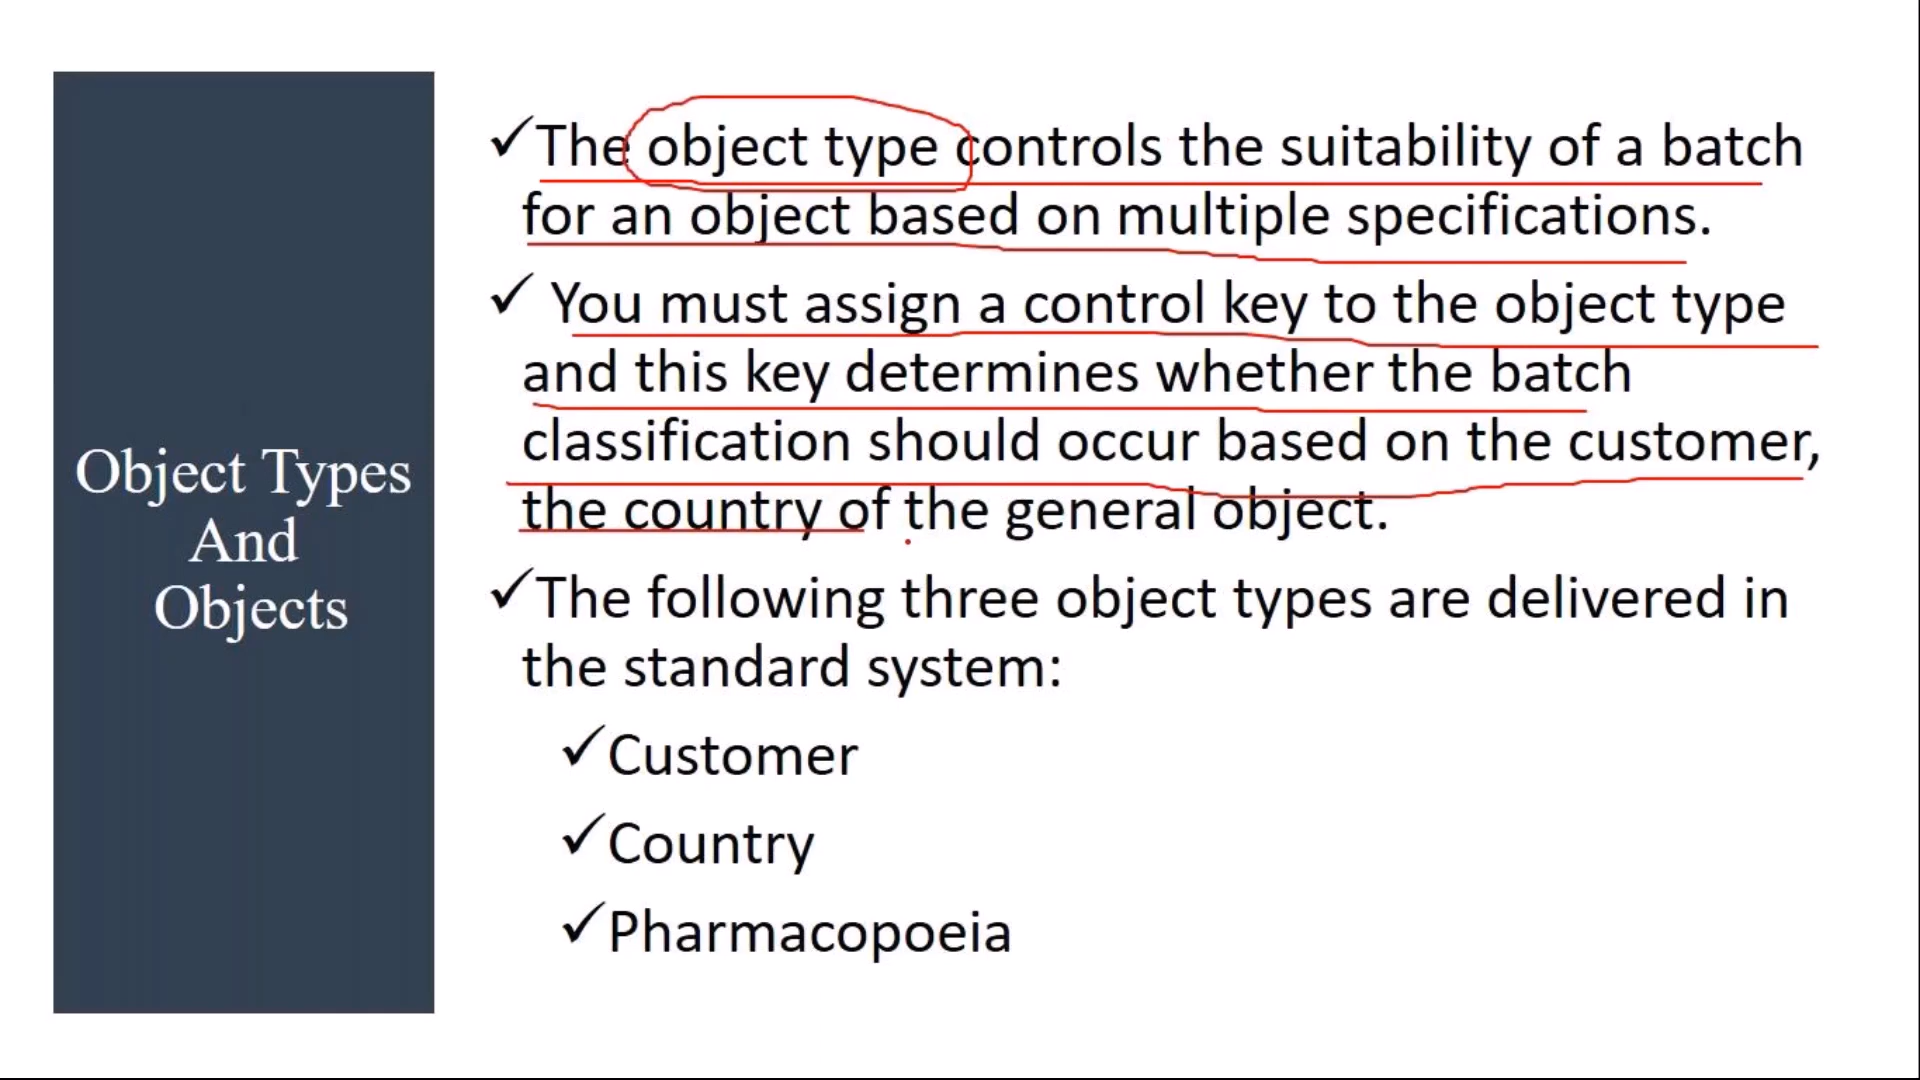 Object Types
And
Objects
✓The object type controls the suitability of a batch
for an object based on multiple specifications.
✓ You must assign a control key to the object type
and this key determines whether the batch
classification should occur based on the customer,
the country of the general object.
✓The following three object types are delivered in
the standard system:
✓Customer
✓Country
✓Pharmacopoeia